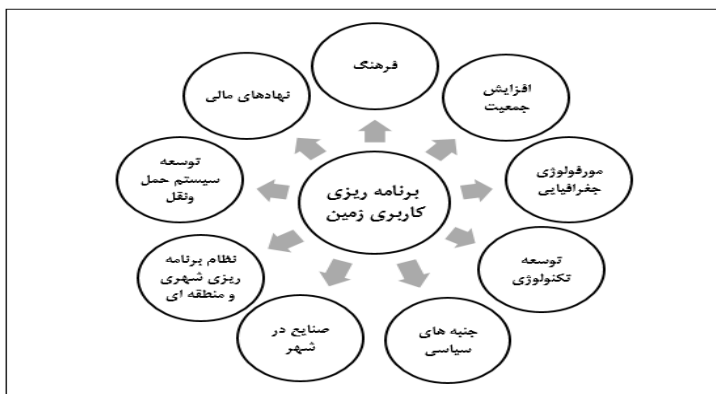 فرهنگ
افزایش
جمعیت
مورفولوژی
جغرافیایی
توسعه
تکنولوژی
جنبه های
سیاسی
صنایع در
شهر
نظام برنامه
ریزی شهری
و منطقه ای
توسعه
سیستم حمل
ونقل
نهادهای مالی
برنامه ریزی
کاربری زمین